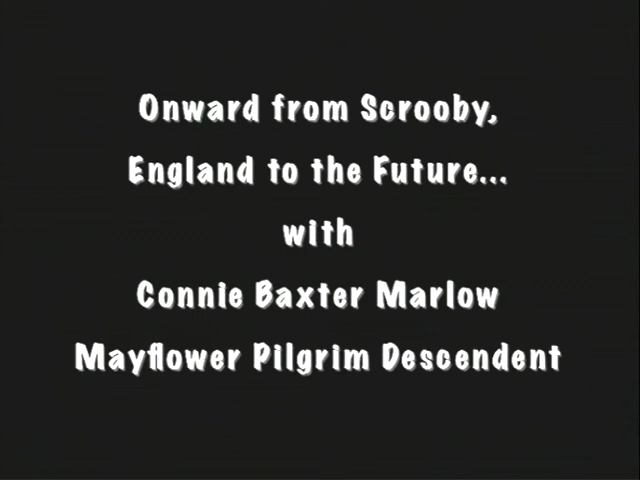 Onward from Scrooby,
England to the Future...
with
Connie Baxter Marlow
Mayflower Pilgrim Descendent